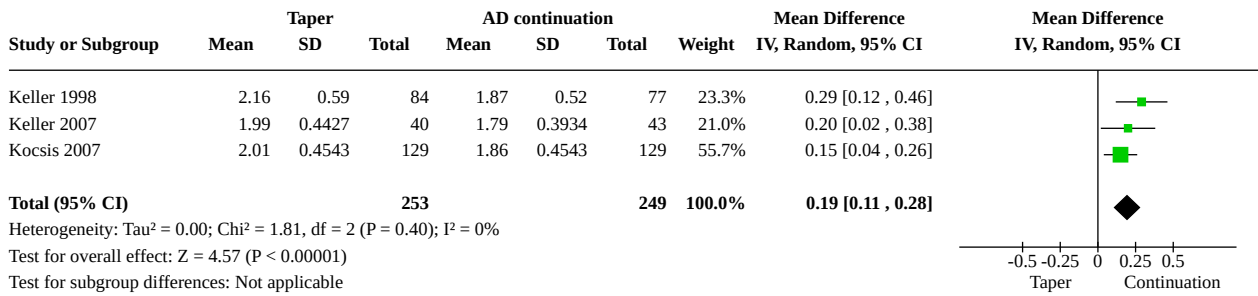 Taper AD continuation Mean Difference Mean Difference
Study or Subgroup Mean SD Total Mean SD Total Weight IV, Random, 95% CI IV, Random, 95% CI
Keller 1998 2.16 0.59 84 1.87 0.52 77 23.3% 0.29 [0.12 , 0.46]
Keller 2007 1.99 0.4427 40 1.79 0.3934 43 21.0% 0.20 [0.02 , 0.38]
Kocsis 2007 2.01 0.4543 129 1.86 0.4543 129 55.7% 0.15 [0.04 , 0.26]
Total (95% CI) 253 249 100.0% 0.19 [0.11 , 0.28]
Heterogeneity: Tau² = 0.00; Chi² = 1.81, df = 2 (P = 0.40); I² = 0%
Test for overall effect: Z = 4.57 (P < 0.00001) -0.5 -0.25 0 0.25 0.5
Test for subgroup differences: Not applicable Taper Continuation